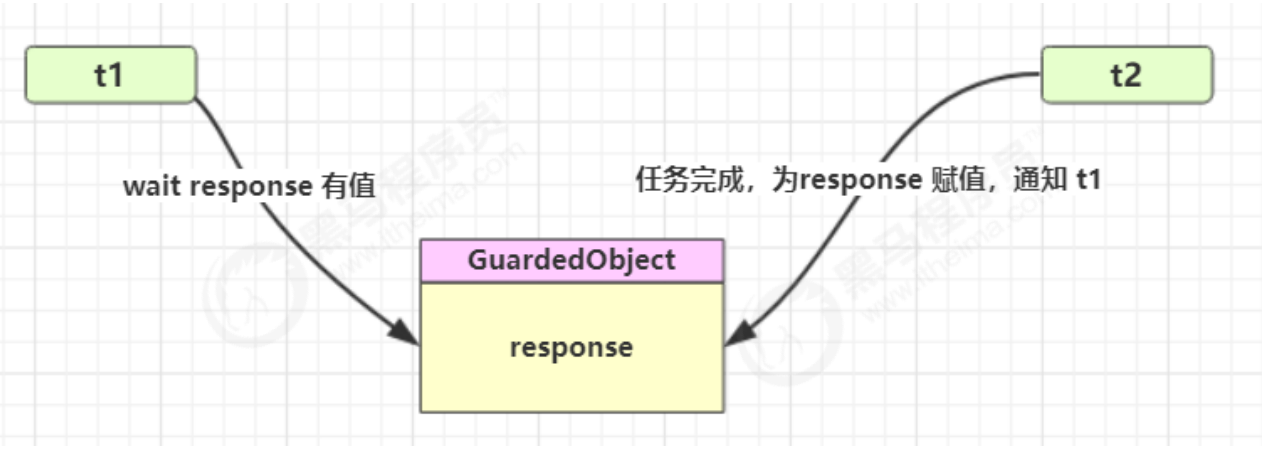 t1
t2
wait response 有值
任务完成，为response 赋值，通知 t1
GuardedObject
response
黑马程序员
www.itheima.com
黑马程序员
www.itheima.com